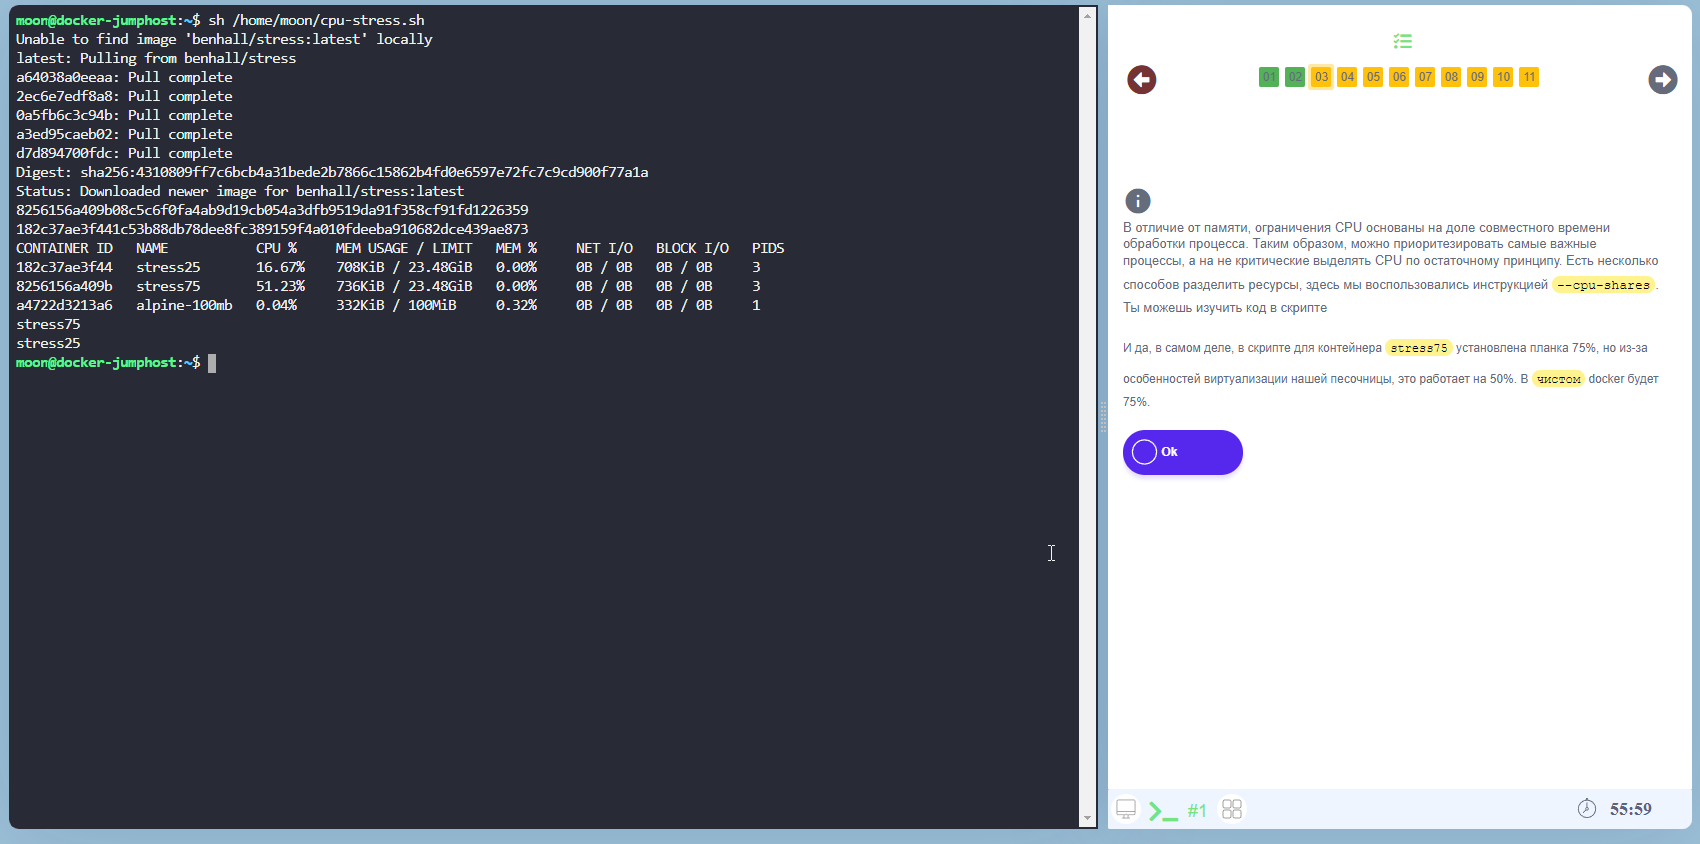 moon@docker-jumphost:~$ sh /home/moon/cpu-stress.sh
Unable to find image 'benhall/stress:latest' locally
latest: Pulling from benhall/stress
a64038a0eeaa: Pull complete
2ec6e7edf8a8: Pull complete
0a5fb6c3c94b: Pull complete
a3ed95caeb02: Pull complete
d7d894700fdc: Pull complete
Digest: sha256:4310809ff7c6bcb4a31bede2b7866c15862b4fd0e6597e72fc7c9cd900f77a1a
Status: Downloaded newer image for benhall/stress:latest
8256156a409b08c5c6f0fa4ab9d19cb054a3dfb9519da91f358cf91fd1226359
182c37ae3f441c53b88db78dee8fc389159f4a010fdeeba910682dce439ae873
CONTAINER ID NAME CPU % MEM USAGE / LIMIT MEM % NET I/O BLOCK I/O PIDS
182c37ae3f44 stress25 16.67% 708KiB / 23.48GiB 0.00% 0B / 0B 0B / 0B 3
8256156a409b stress75 51.23% 736KiB / 23.48GiB 0.00% 0B / 0B 0B / 0B 3
a4722d3213a6 alpine-100mb 0.04% 332KiB / 100MiB 0.32% 0B / 0B 0B / 0B 1
stress75
stress25
moon@docker-jumphost:~$
01 02 03 04 05 06 07 08 09 10 11
В отличие от памяти, ограничения CPU основаны на доле совместного времени
обработки процесса. Таким образом, можно приоритезировать самые важные
процессы, а на не критические выделять CPU по остаточному принципу. Есть несколько
способов разделить ресурсы, здесь мы воспользовались инструкцией --cpu-shares.
Ты можешь изучить код в скрипте
И да, в самом деле, в скрипте для контейнера stress75 установлена планка 75%, но из-за
особенностей виртуализации нашей песочницы, это работает на 50%. В чистом docker будет
75%.
Ok
#1
55:59